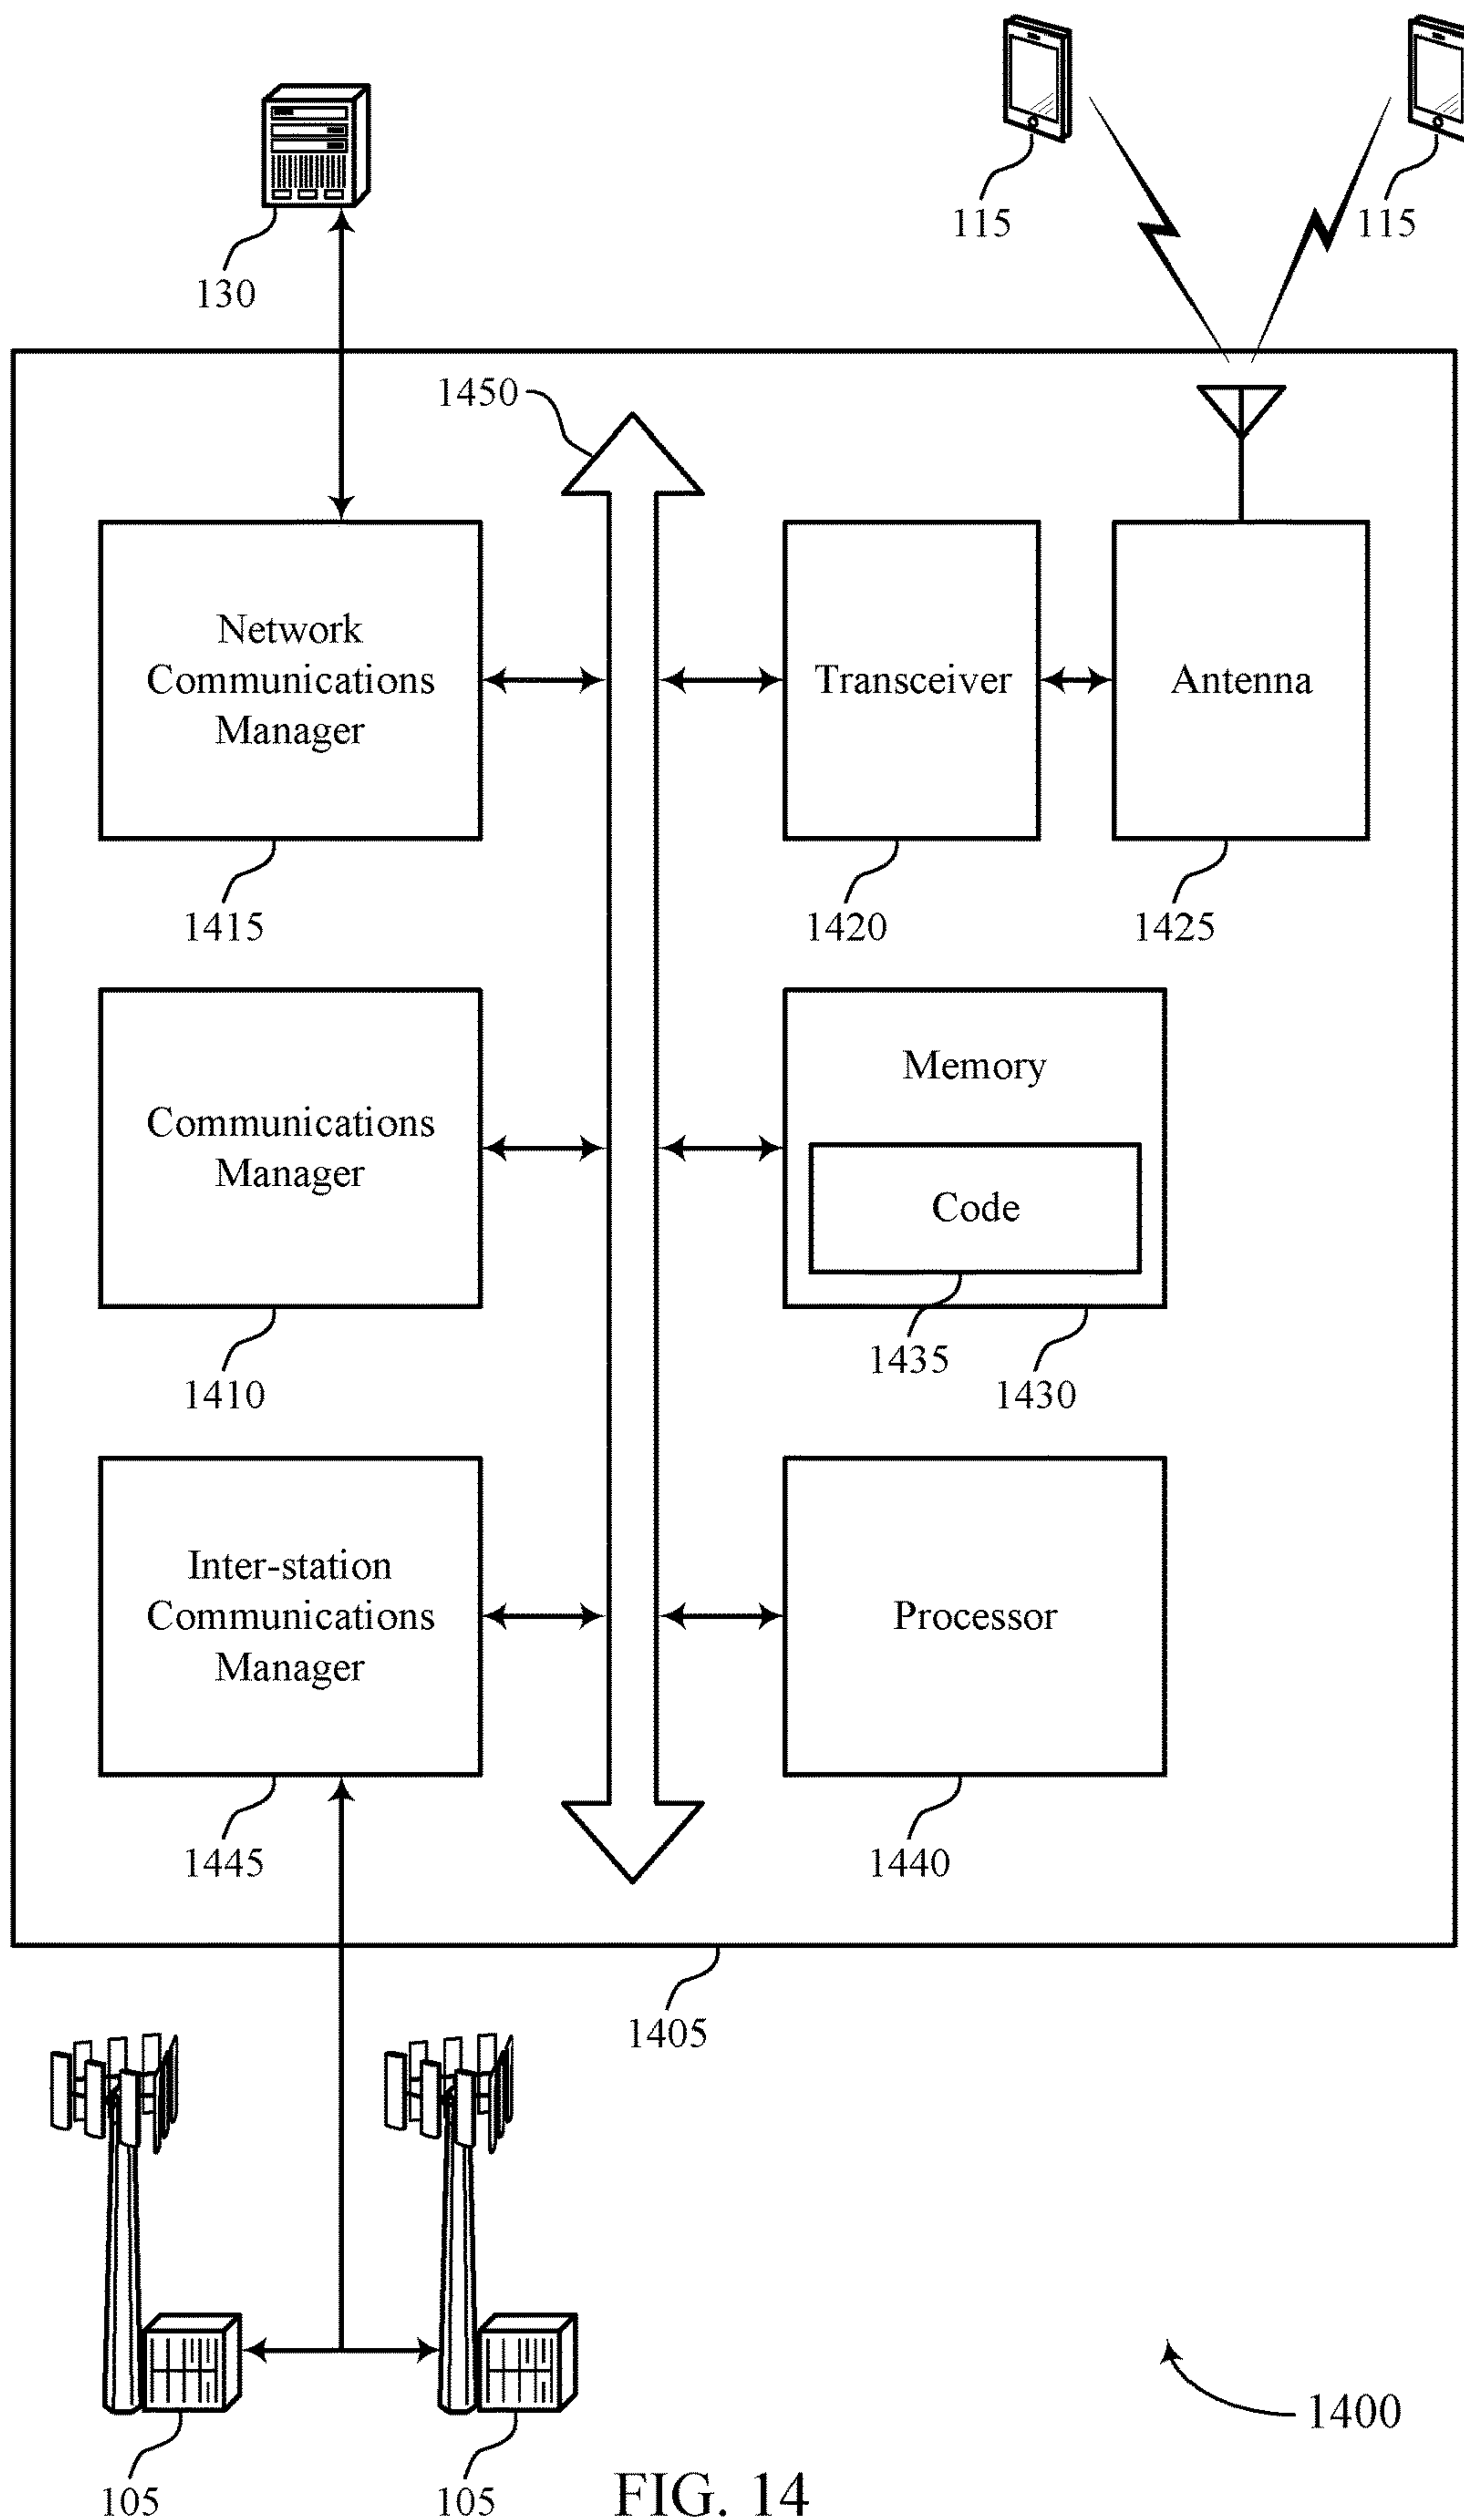 115
115
130
1450
Network
Communications
Manager
Transceiver
Antenna
1415
1420
1425
Communications
Manager
Memory
Code
1410
1435
1430
Inter-station
Communications
Manager
Processor
1445
1440
1405
1400
105
105
FIG. 14